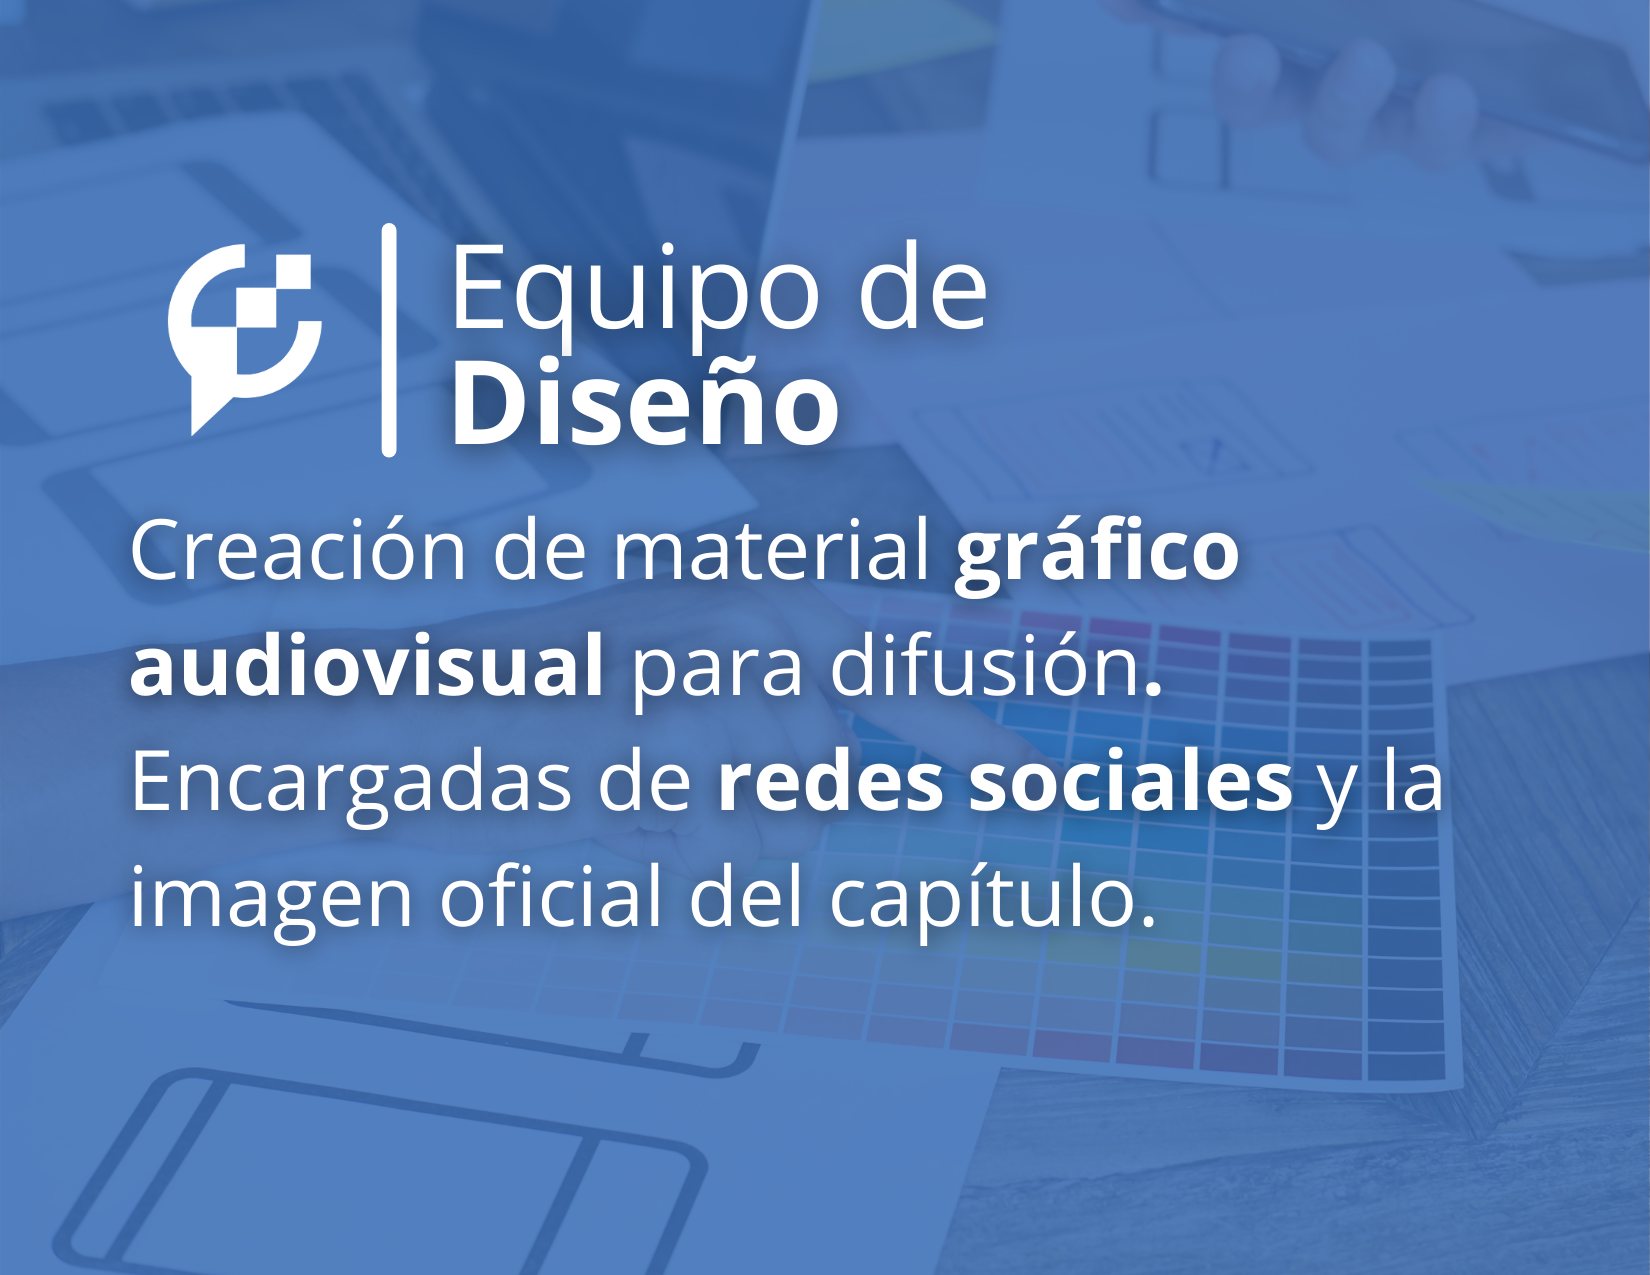 Equipo de
Diseño
Creación de material gráfico
audiovisual para difusión.
Encargadas de redes sociales y la
imagen oficial del capítulo.